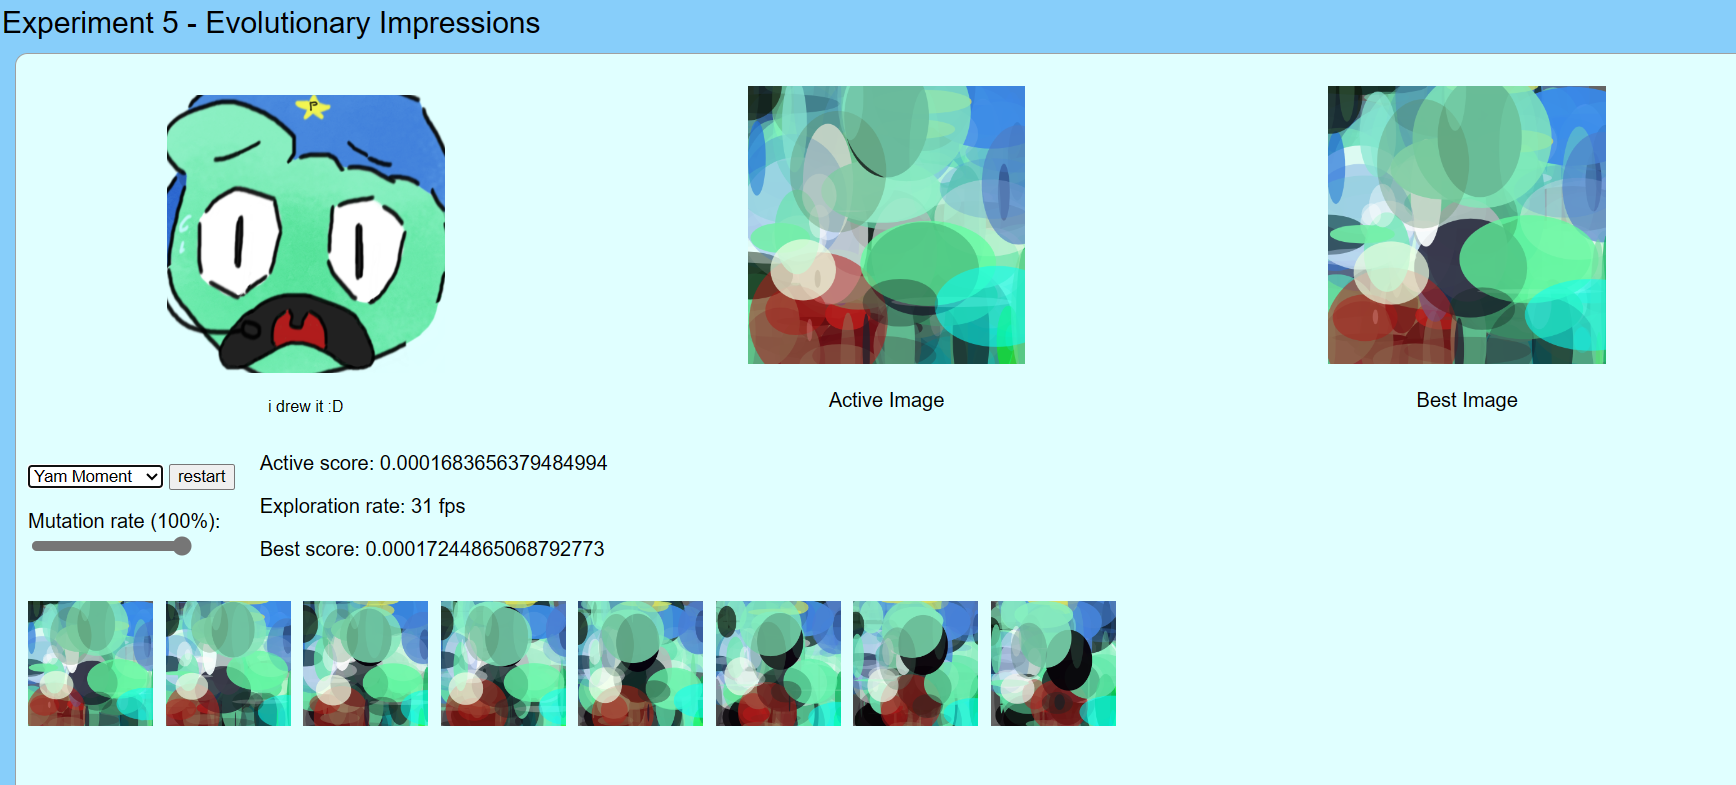 Experiment 5 - Evolutionary Impressions
P
i drew it :D
Active Image
Best Image
Yam Moment
restart
Mutation rate (100%):
Active score: 0.0001683656379484994
Exploration rate: 31 fps
Best score: 0.00017244865068792773